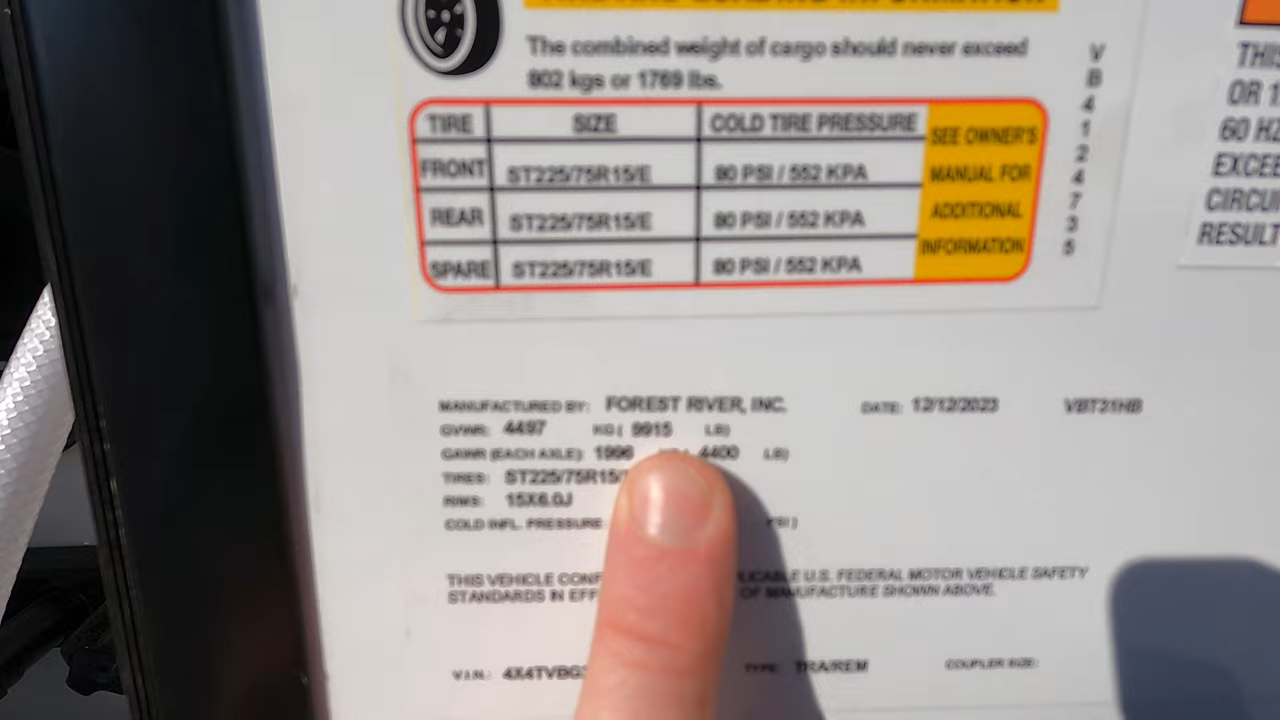 The combined weight of cargo should never exceed
802 kgs or 1769 lbs.
TIRE SIZE COLD TIRE PRESSURE SEE OWNER'S
FRONT ST225/75R15/E 80 PSI / 552 KPA MANUAL FOR
REAR ST225/75R15/E 80 PSI / 552 KPA ADDITIONAL
SPARE ST225/75R15/E 80 PSI / 552 KPA INFORMATION
V
B
4
1
2
4
7
3
5
THIS
OR 1
60 HZ
EXCEE
CIRCUI
RESULT
MANUFACTURED BY: FOREST RIVER, INC. DATE: 12/12/2023 VBT31HB
GVWR: 4497 KG ( 9915 LB)
GAWR (EACH AXLE): 1996 4400 LB)
TIRES: ST225/75R15/
RIMS: 15X6.0J
COLD INFL. PRESSURE PSI )
THIS VEHICLE CONF LICABLE U.S. FEDERAL MOTOR VEHICLE SAFETY
STANDARDS IN EFF OF MANUFACTURE SHOWN ABOVE.
V.I.N.: 4X4TVBG TYPE: TRA/REM COUPLER SIZE: